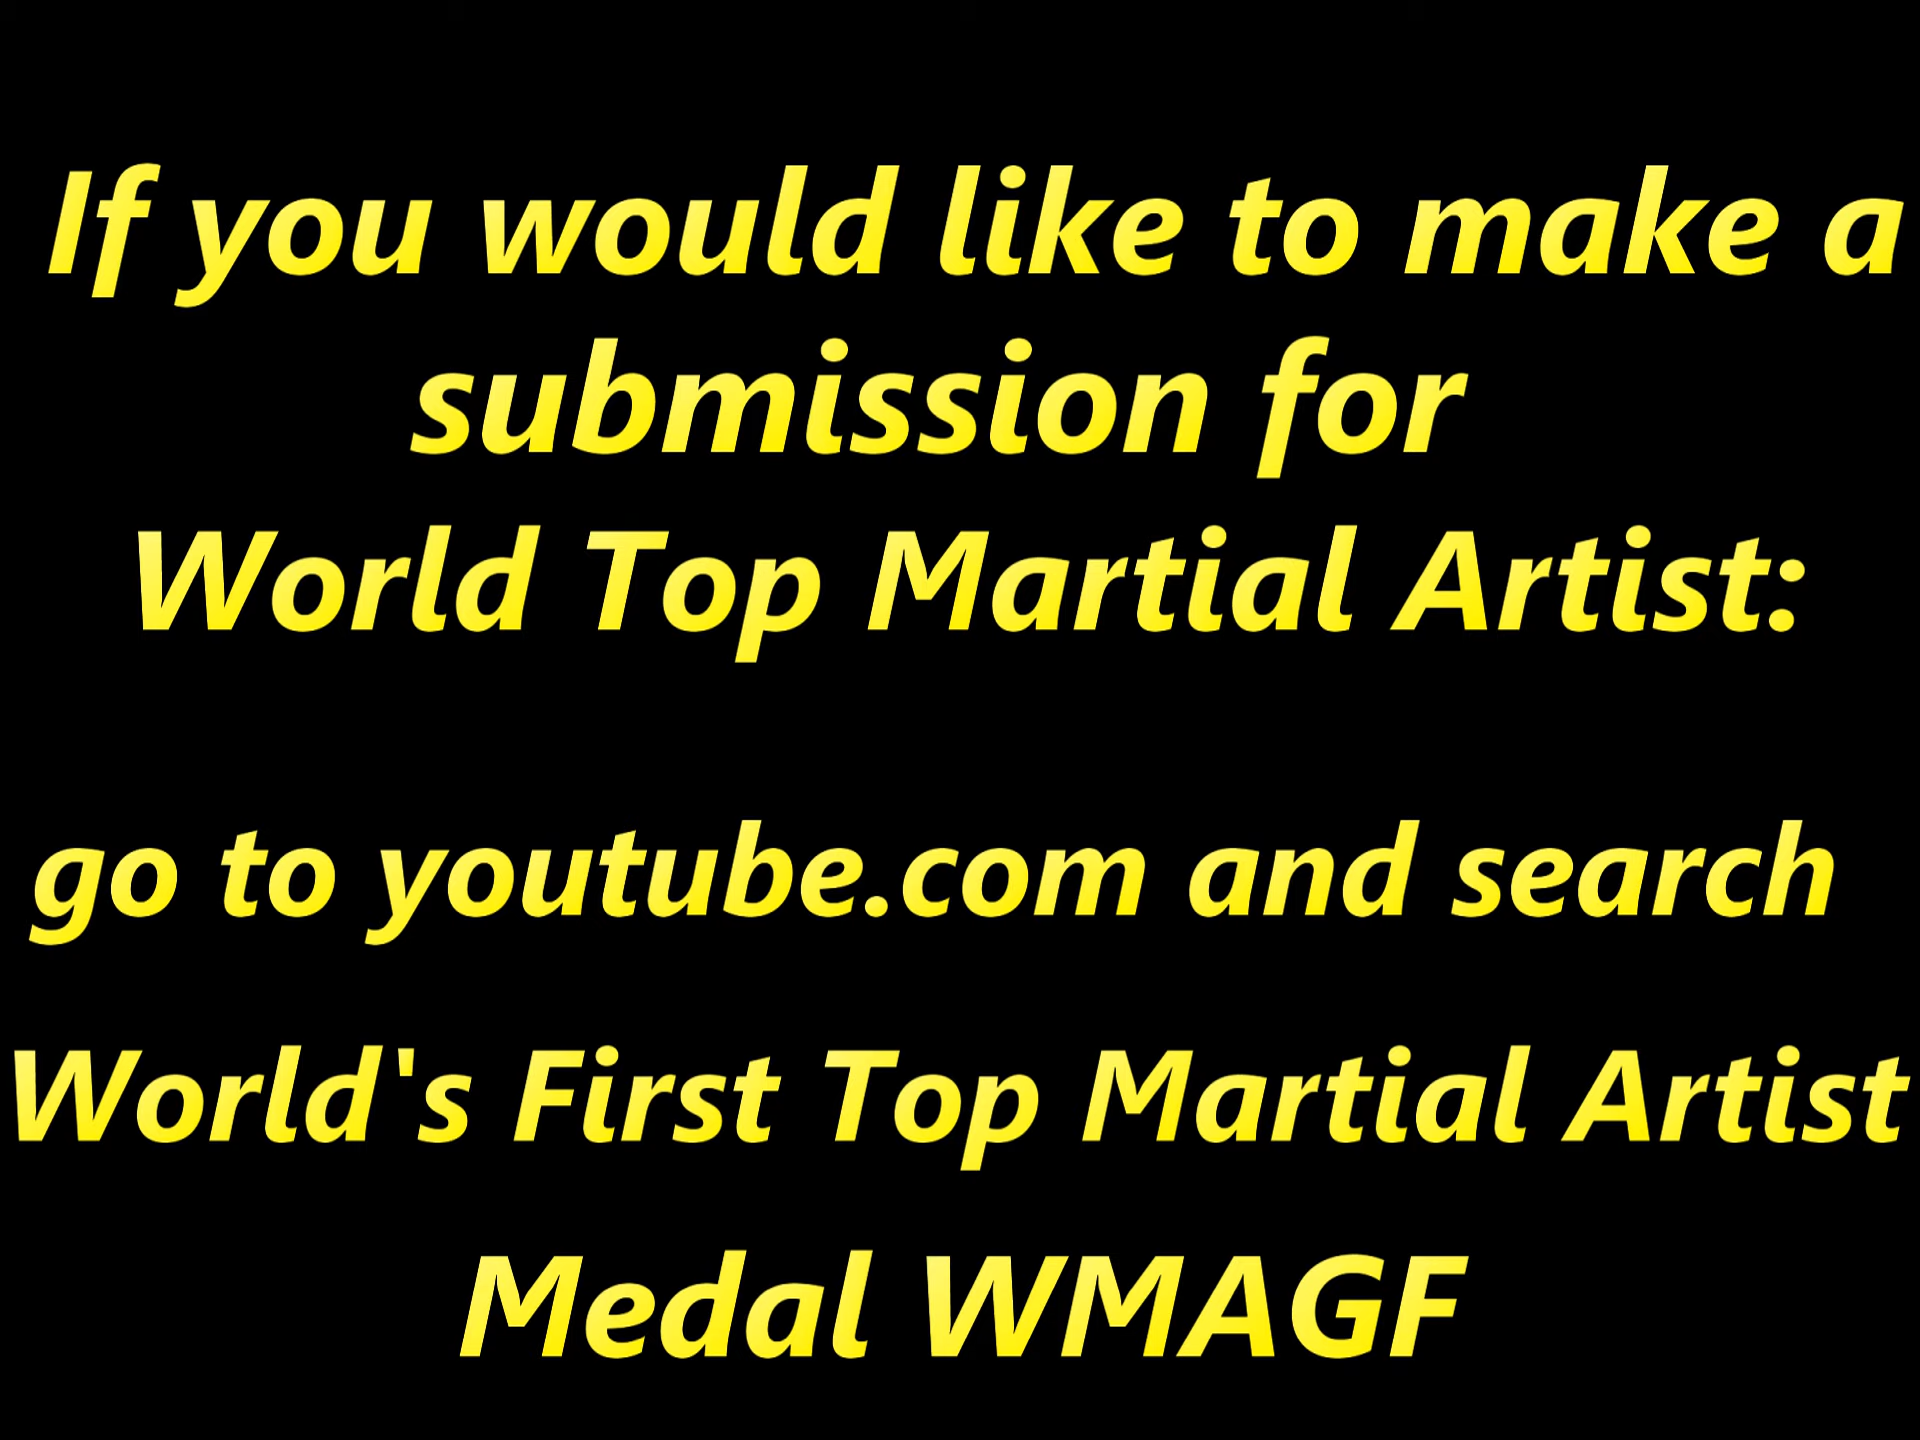 If you would like to make a
submission for
World Top Martial Artist:
go to youtube.com and search
World's First Top Martial Artist
Medal WMAGF